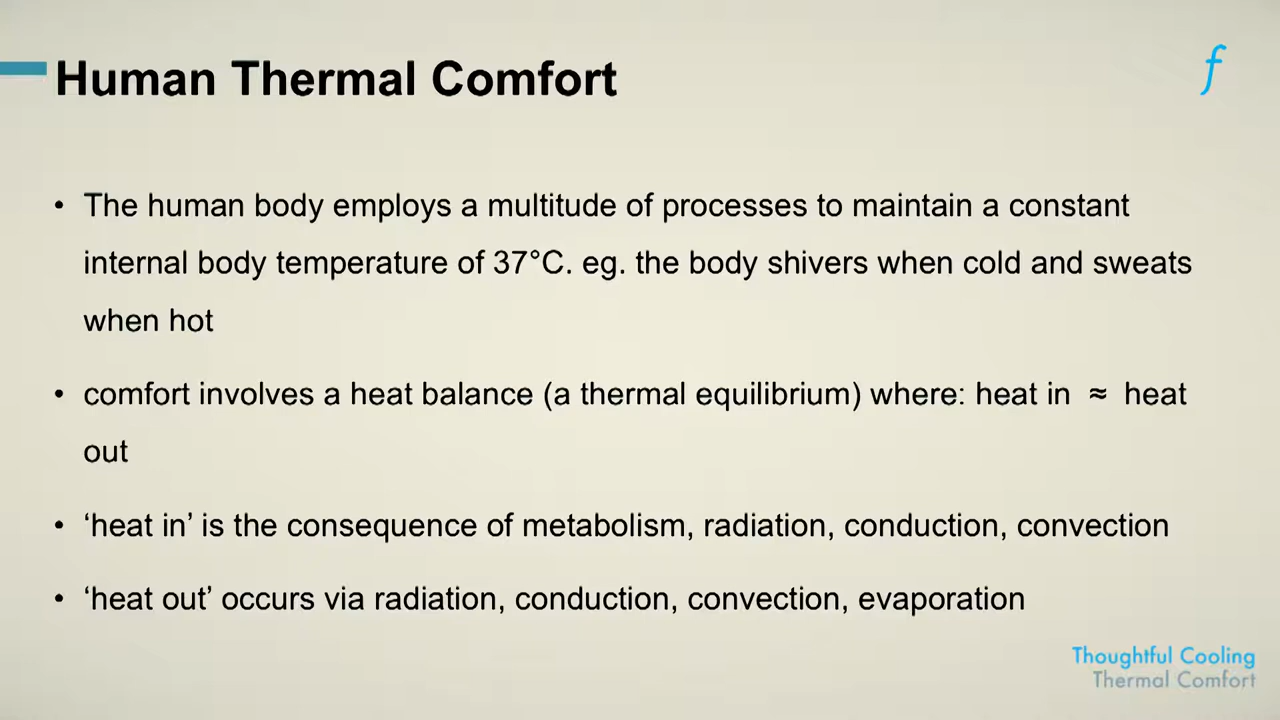 Human Thermal Comfort
f
• The human body employs a multitude of processes to maintain a constant
internal body temperature of 37°C. eg. the body shivers when cold and sweats
when hot
• comfort involves a heat balance (a thermal equilibrium) where: heat in ≈ heat
out
• ‘heat in’ is the consequence of metabolism, radiation, conduction, convection
• ‘heat out’ occurs via radiation, conduction, convection, evaporation
Thoughtful Cooling
Thermal Comfort